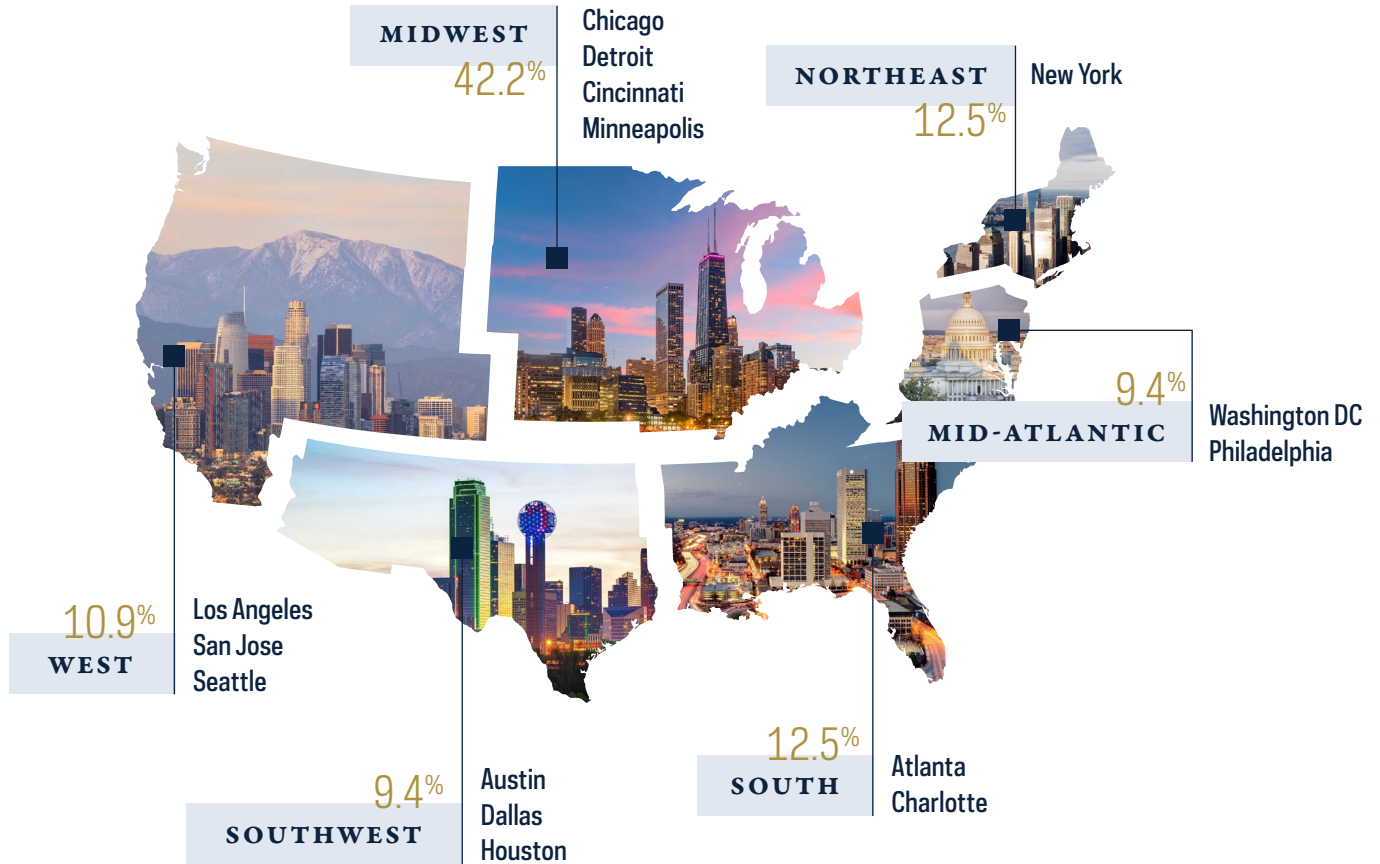 MIDWEST
42.2%
Chicago
Detroit
Cincinnati
Minneapolis
NORTHEAST
12.5%
New York
9.4%
MID-ATLANTIC
Washington DC
Philadelphia
10.9%
WEST
Los Angeles
San Jose
Seattle
9.4%
SOUTHWEST
Austin
Dallas
Houston
12.5%
SOUTH
Atlanta
Charlotte